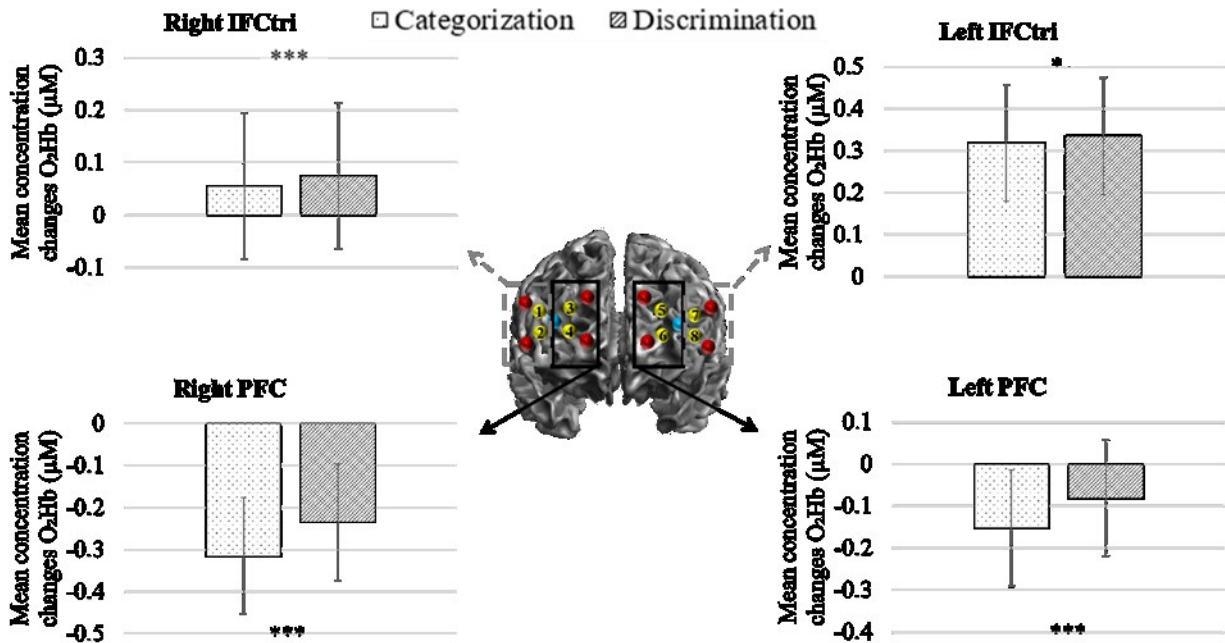 Right IFCtri
Categorization
Discrimination
Left IFCtri
Mean concentration
changes O₂Hb (µM)
0.3
0.2
0.1
0
-0.1
***
Mean concentration
changes O₂Hb (µM)
0.5
0.4
0.3
0.2
0.1
0
*
1
2
3
4
5
6
7
8
Right PFC
Left PFC
Mean concentration
changes O₂Hb (µM)
0
-0.1
-0.2
-0.3
-0.4
-0.5
***
Mean concentration
changes O₂Hb (µM)
0.1
0
-0.1
-0.2
-0.3
-0.4
***